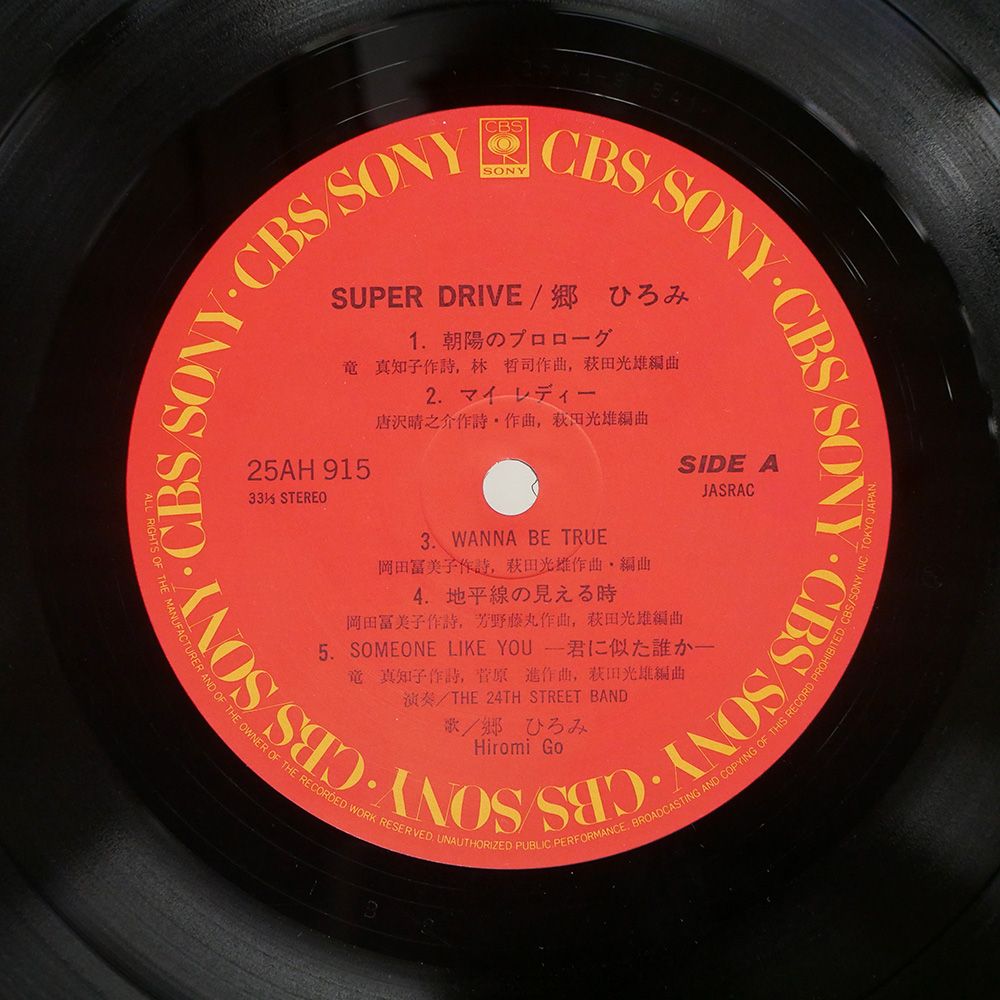 CBS
SONY
CBS/SONY · CBS/SONY · CBS/SONY · CBS/SONY · CBS/SONY · CBS/SONY · CBS/SONY · CBS/SONY
SUPER DRIVE / 郷 ひろみ
1. 朝陽のプロローグ
竜 真知子作詩, 林 哲司作曲, 萩田光雄編曲
2. マイ レディー
唐沢晴之介作詩・作曲, 萩田光雄編曲
25AH 915
SIDE A
33⅓ STEREO
JASRAC
3. WANNA BE TRUE
岡田冨美子作詩, 萩田光雄作曲・編曲
4. 地平線の見える時
岡田冨美子作詩, 芳野藤丸作曲, 萩田光雄編曲
5. SOMEONE LIKE YOU ―君に似た誰か―
竜 真知子作詩, 菅原 進作曲, 萩田光雄編曲
演奏/THE 24TH STREET BAND
歌/郷 ひろみ
Hiromi Go
ALL RIGHTS OF THE MANUFACTURER AND OF THE OWNER OF THE RECORDED WORK RESERVED. UNAUTHORIZED PUBLIC PERFORMANCE, BROADCASTING AND COPYING OF THIS RECORD PROHIBITED. CBS/SONY INC. TOKYO, JAPAN.